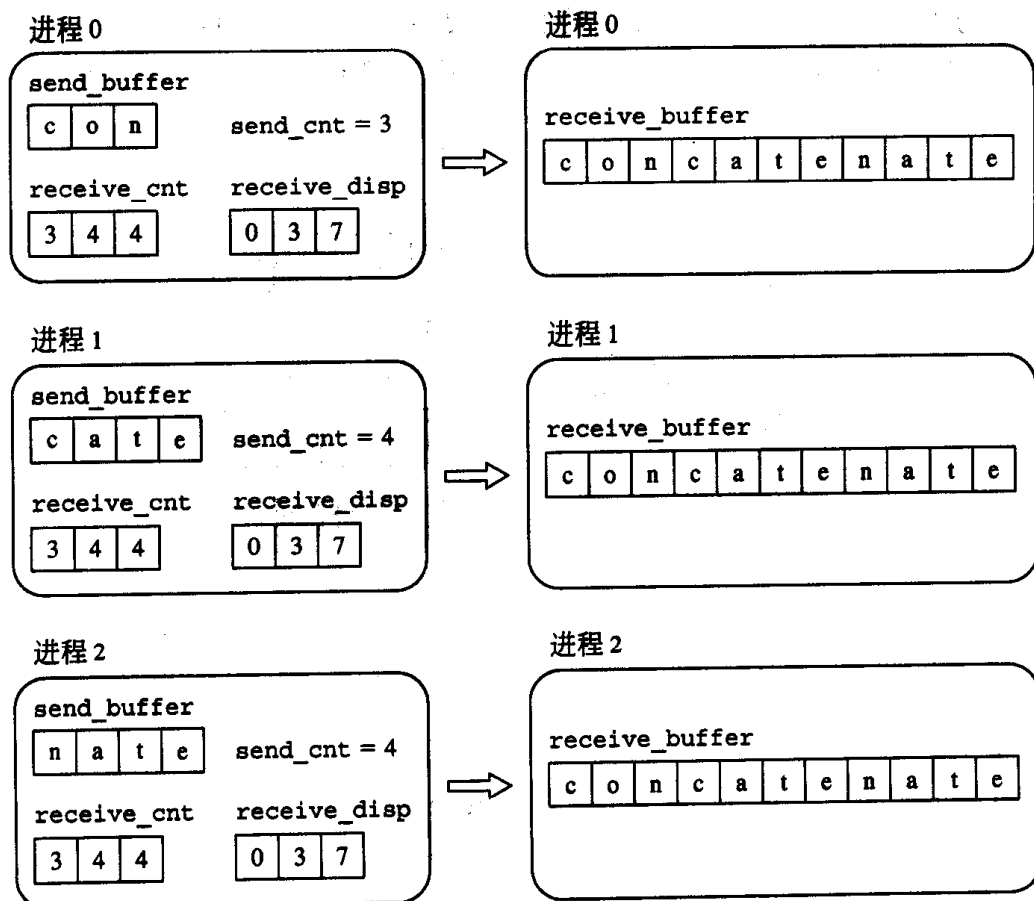 进程 0
send_buffer
c o n send_cnt = 3
receive_cnt receive_disp
3 4 4 0 3 7
进程 0
receive_buffer
c o n c a t e n a t e
进程 1
send_buffer
c a t e send_cnt = 4
receive_cnt receive_disp
3 4 4 0 3 7
进程 1
receive_buffer
c o n c a t e n a t e
进程 2
send_buffer
n a t e send_cnt = 4
receive_cnt receive_disp
3 4 4 0 3 7
进程 2
receive_buffer
c o n c a t e n a t e